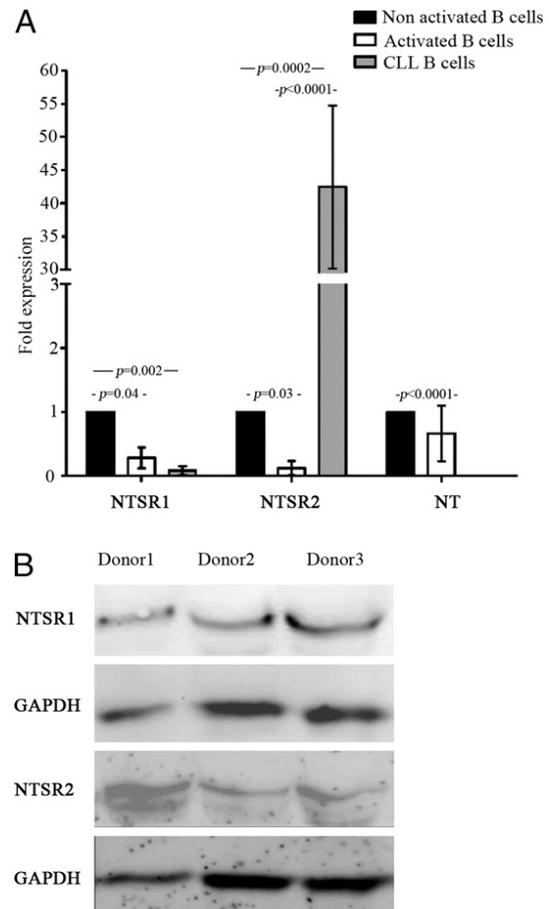 A
Non activated B cells
Activated B cells
CLL B cells
p=0.0002
-p<0.0001-
60
55
50
45
40
35
30
3
2
1
0
Fold expression
p=0.002
- p=0.04 -
- p=0.03 -
-p<0.0001-
NTSR1
NTSR2
NT
B
Donor1 Donor2 Donor3
NTSR1
GAPDH
NTSR2
GAPDH